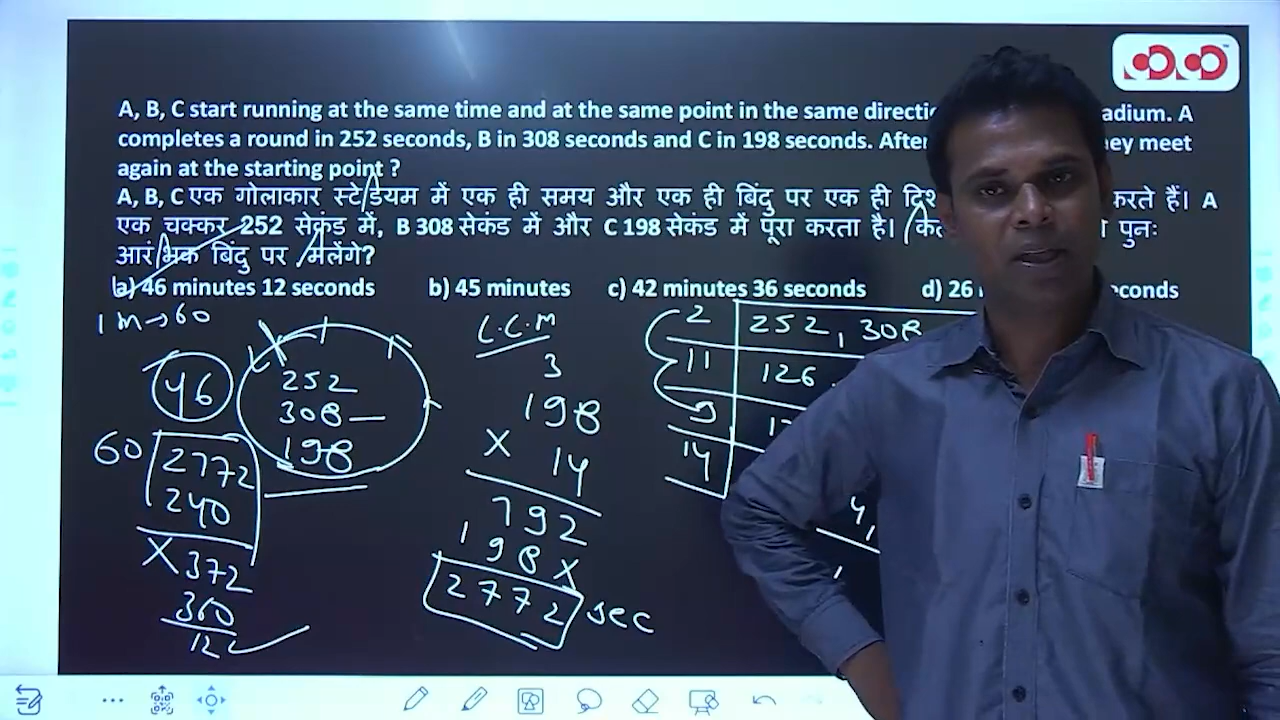 A, B, C start running at the same time and at the same point in the same directi
adium. A
completes a round in 252 seconds, B in 308 seconds and C in 198 seconds. After
ey meet
again at the starting point ?
A, B, C एक गोलाकार स्टेडियम में एक ही समय और एक ही बिंदु पर एक ही दिश
करते हैं। A
एक चक्कर 252 सेकंड में, B 308 सेकंड में और C 198 सेकंड में पूरा करता है।
पुनः
आरंभिक बिंदु पर मिलेंगे?
a) 46 minutes 12 seconds b) 45 minutes c) 42 minutes 36 seconds d) 26
econds
1 m → 60
46
60
2772
240
X 372
360
12
252
308
198
L.C.M
3
198
X 14
792
198X
2772 sec
2 252, 308
11 126
9
14
4,